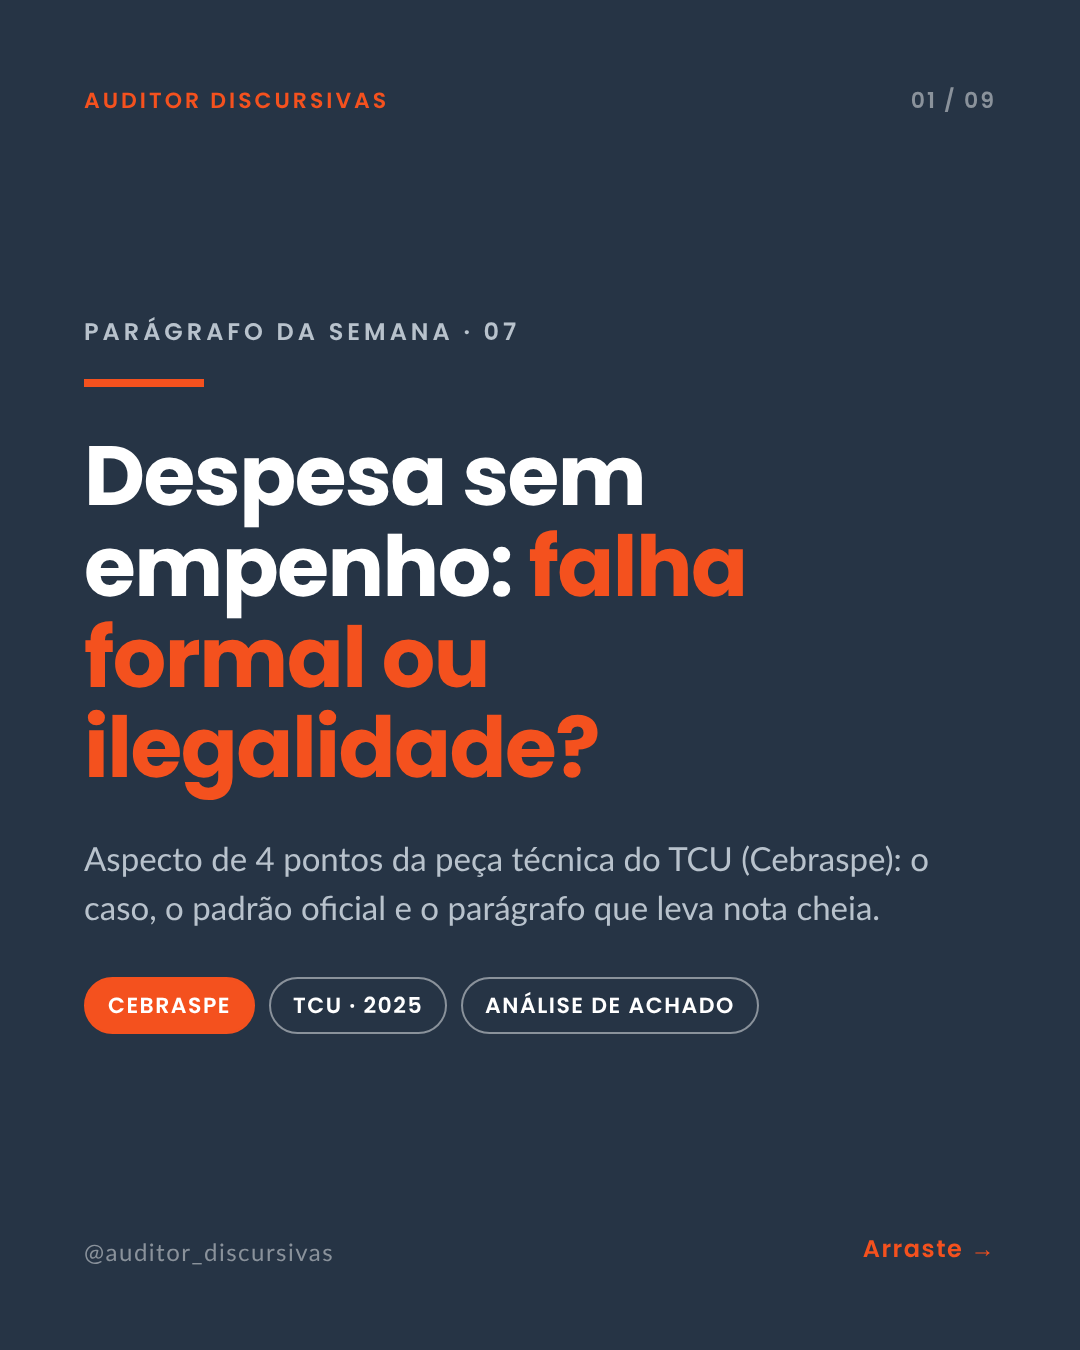 AUDITOR DISCURSIVAS
01 / 09
PARÁGRAFO DA SEMANA · 07
Despesa sem
empenho: falha
formal ou
ilegalidade?
Aspecto de 4 pontos da peça técnica do TCU (Cebraspe): o
caso, o padrão oficial e o parágrafo que leva nota cheia.
CEBRASPE
TCU · 2025
ANÁLISE DE ACHADO
@auditor_discursivas
Arraste →